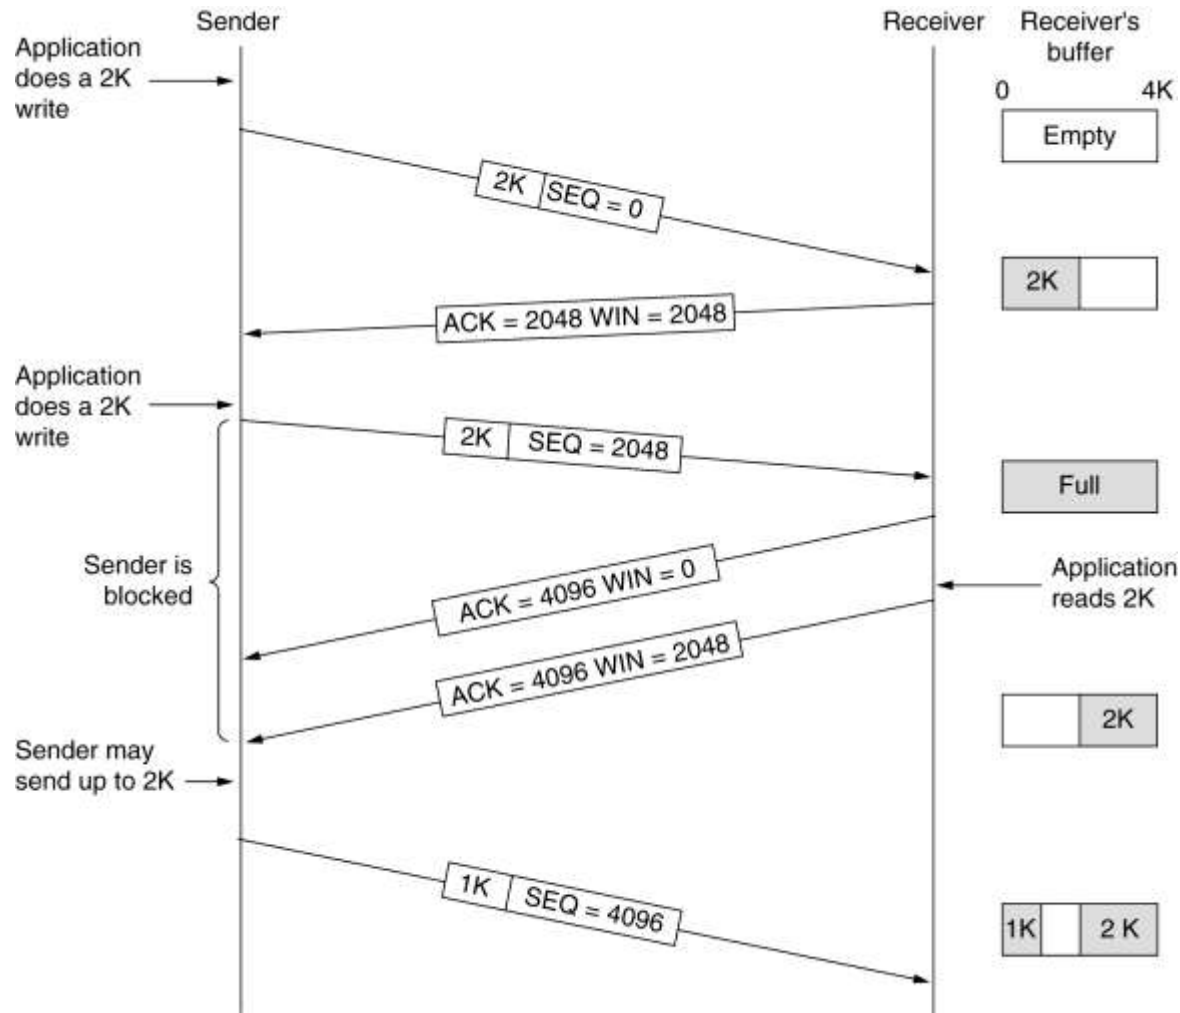 Sender
Receiver
Receiver's
buffer
Application
does a 2K
write
0
4K
Empty
2K
SEQ = 0
2K
ACK = 2048 WIN = 2048
Application
does a 2K
write
2K
SEQ = 2048
Full
Sender is
blocked
ACK = 4096 WIN = 0
Application
reads 2K
ACK = 4096 WIN = 2048
2K
Sender may
send up to 2K
1K
SEQ = 4096
1K
2 K